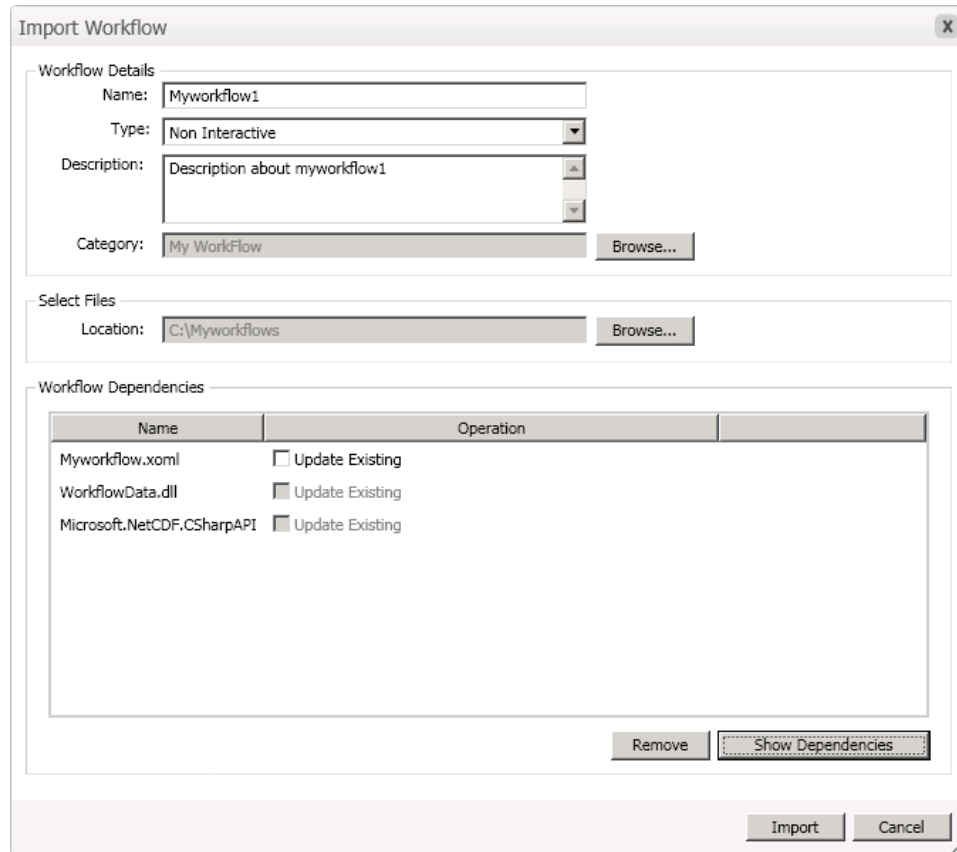 Import Workflow
X
Workflow Details
Name: Myworkflow1
Type: Non Interactive
Description: Description about myworkflow1
Category: My WorkFlow Browse...
Select Files
Location: C:\Myworkflows Browse...
Workflow Dependencies
Name Operation
Myworkflow.xoml Update Existing
WorkflowData.dll Update Existing
Microsoft.NetCDF.CSharpAPI Update Existing
Remove Show Dependencies
Import Cancel